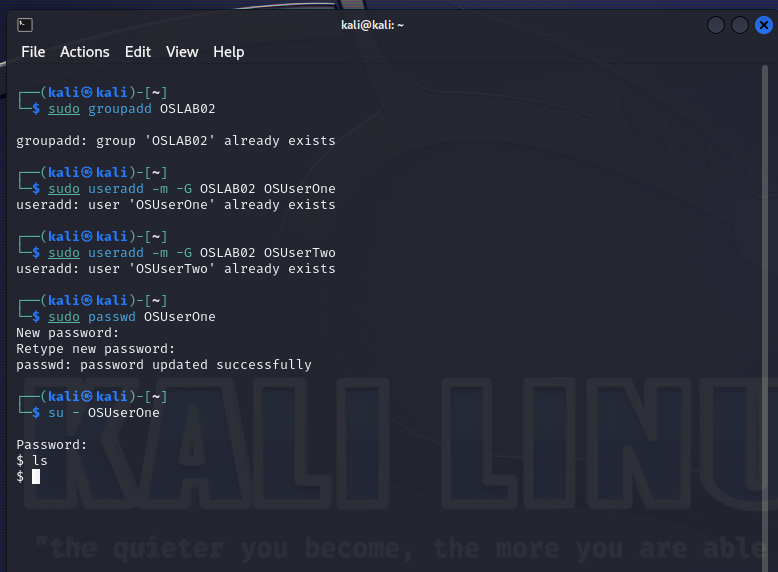 kali@kali: ~
File Actions Edit View Help
┌──(kali㉿kali)-[~]
└─$ sudo groupadd OSLAB02
groupadd: group 'OSLAB02' already exists
┌──(kali㉿kali)-[~]
└─$ sudo useradd -m -G OSLAB02 OSUserOne
useradd: user 'OSUserOne' already exists
┌──(kali㉿kali)-[~]
└─$ sudo useradd -m -G OSLAB02 OSUserTwo
useradd: user 'OSUserTwo' already exists
┌──(kali㉿kali)-[~]
└─$ sudo passwd OSUserOne
New password:
Retype new password:
passwd: password updated successfully
┌──(kali㉿kali)-[~]
└─$ su - OSUserOne
Password:
$ ls
$
KALI LINU
"the quieter you become, the more you are able